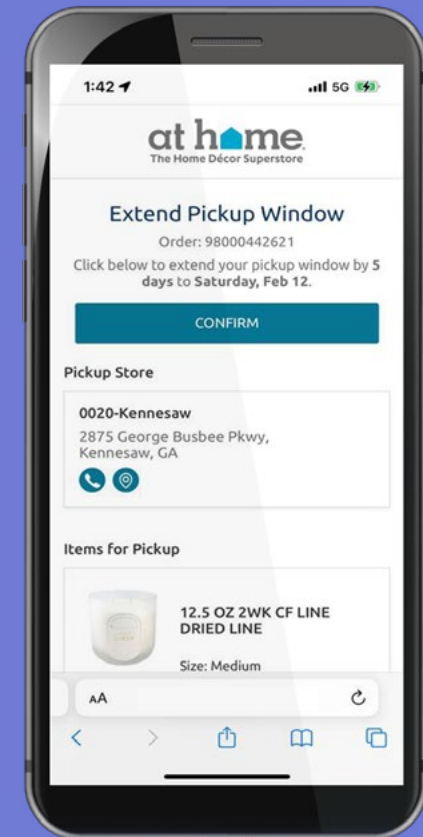 1:42
5G
at home.
The Home Décor Superstore
Extend Pickup Window
Order: 98000442621
Click below to extend your pickup window by 5
days to Saturday, Feb 12.
CONFIRM
Pickup Store
0020-Kennesaw
2875 George Busbee Pkwy,
Kennesaw, GA
Items for Pickup
12.5 OZ 2WK CF LINE
DRIED LINE
Size: Medium
AA